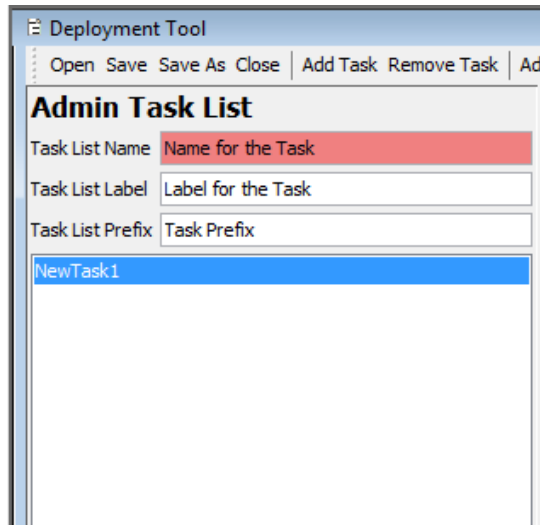 Deployment Tool
Open Save Save As Close Add Task Remove Task Ad
Admin Task List
Task List Name Name for the Task
Task List Label Label for the Task
Task List Prefix Task Prefix
NewTask1